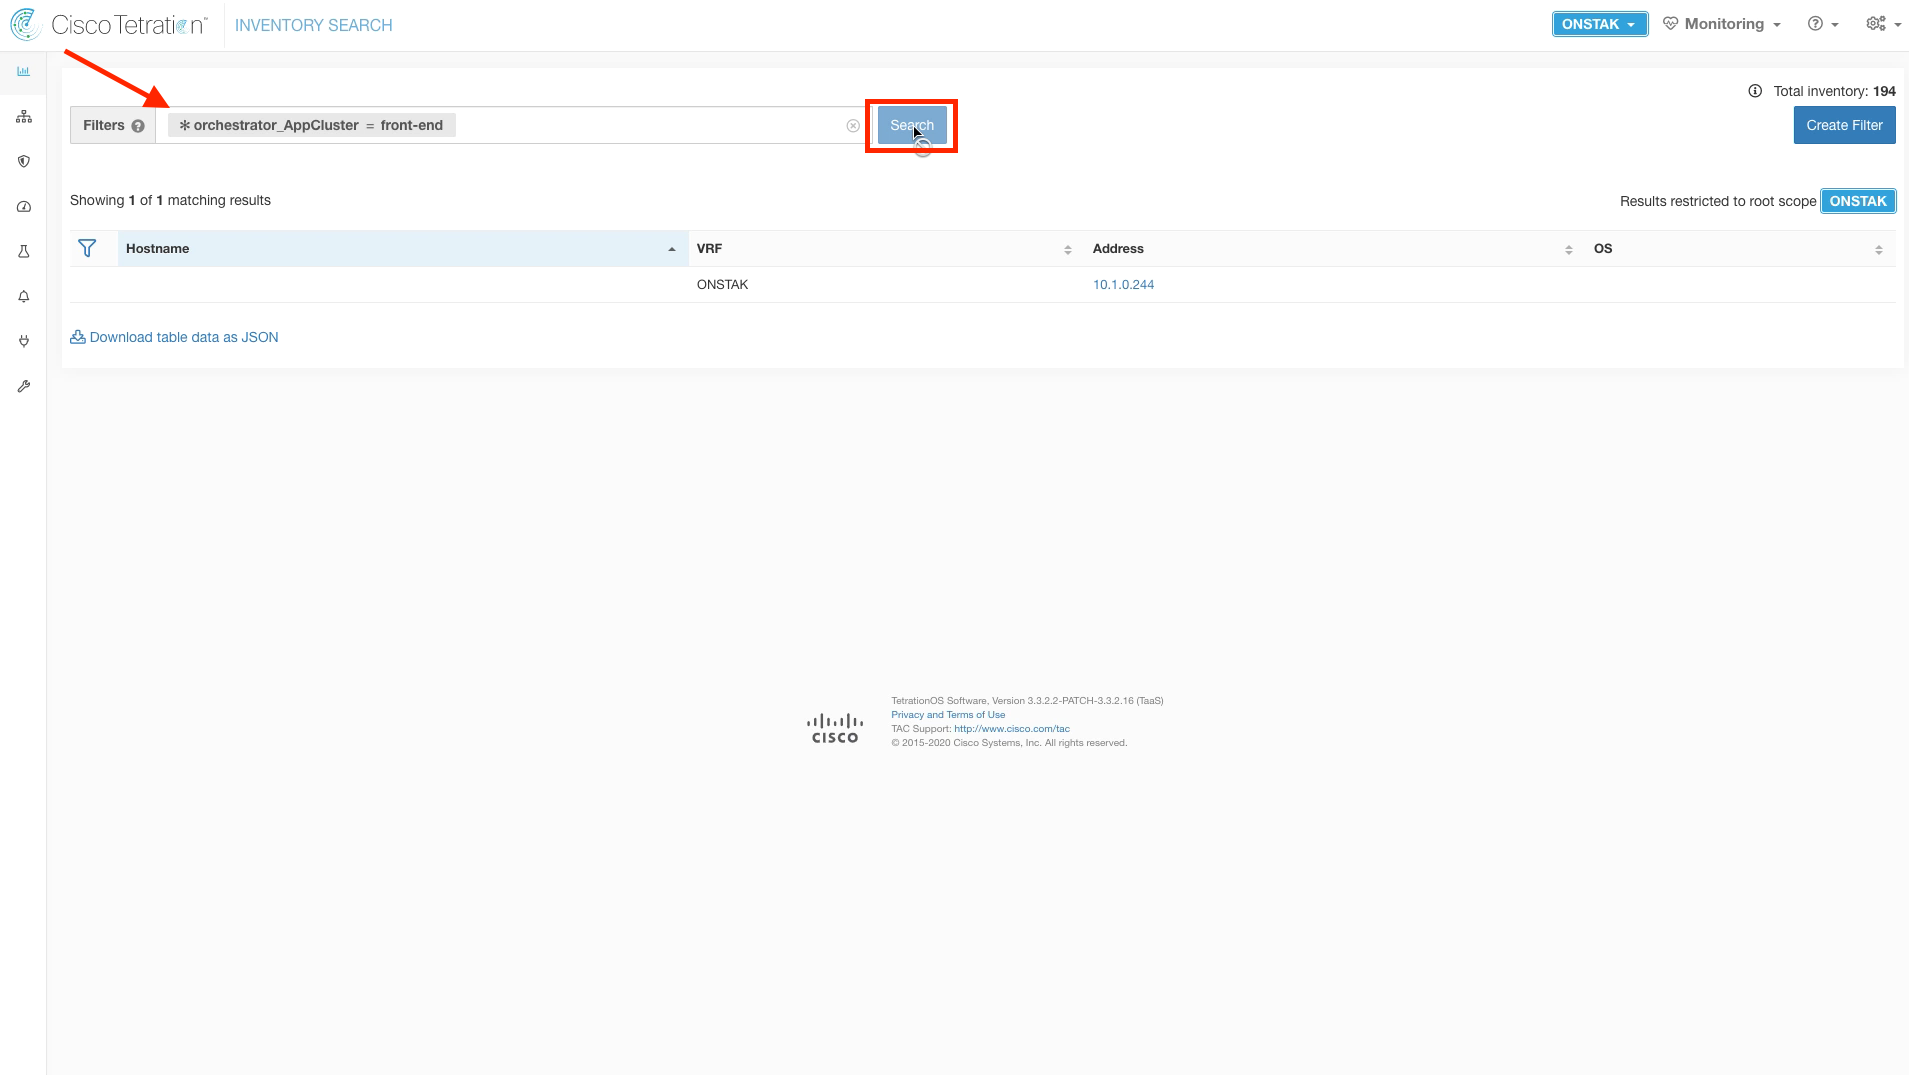 Cisco Tetration™ INVENTORY SEARCH ONSTAK Monitoring
Total inventory: 194
Filters ? * orchestrator_AppCluster = front-end Search Create Filter
Showing 1 of 1 matching results Results restricted to root scope ONSTAK
Hostname VRF Address OS
ONSTAK 10.1.0.244
Download table data as JSON
TetrationOS Software, Version 3.3.2.2-PATCH-3.3.2.16 (TaaS)
Privacy and Terms of Use
TAC Support: http://www.cisco.com/tac
© 2015-2020 Cisco Systems, Inc. All rights reserved.
CISCO